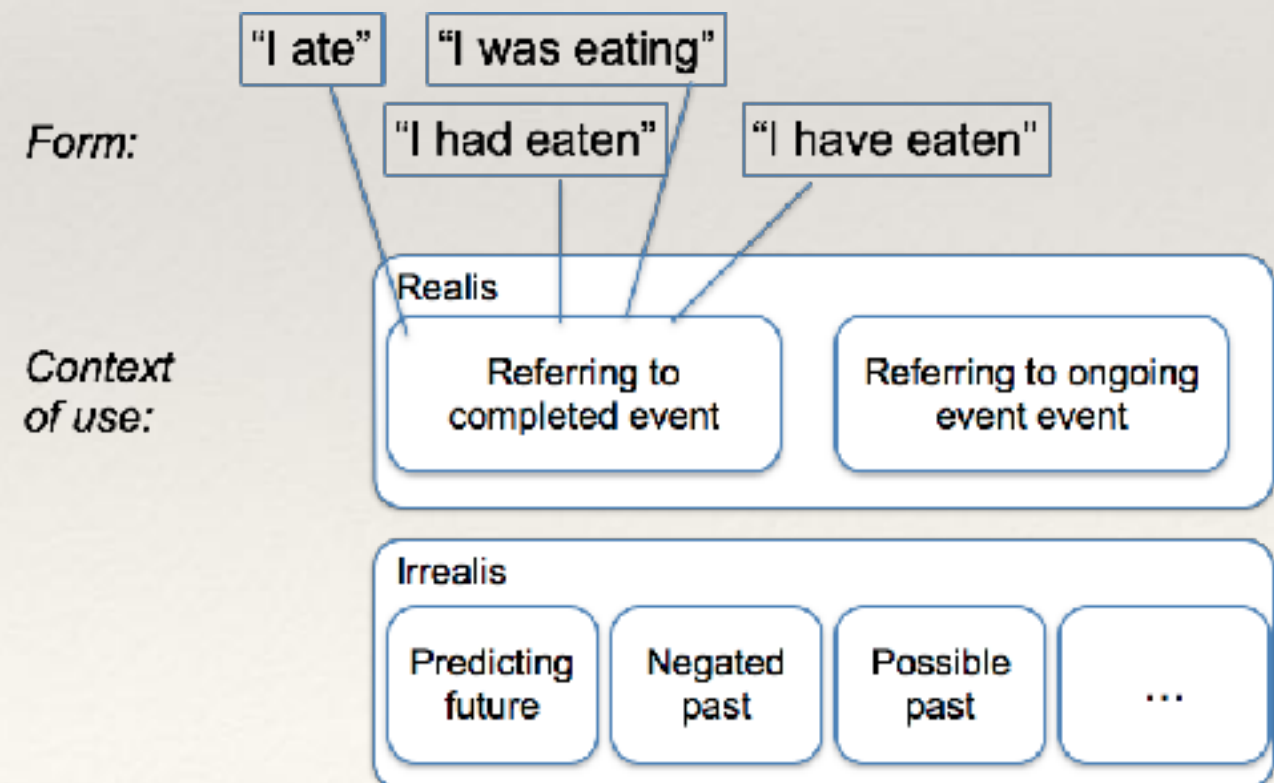 “I ate” “I was eating”
Form: “I had eaten” “I have eaten”
Realis
Context
of use:
Referring to
completed event
Referring to ongoing
event event
Irrealis
Predicting
future
Negated
past
Possible
past
...